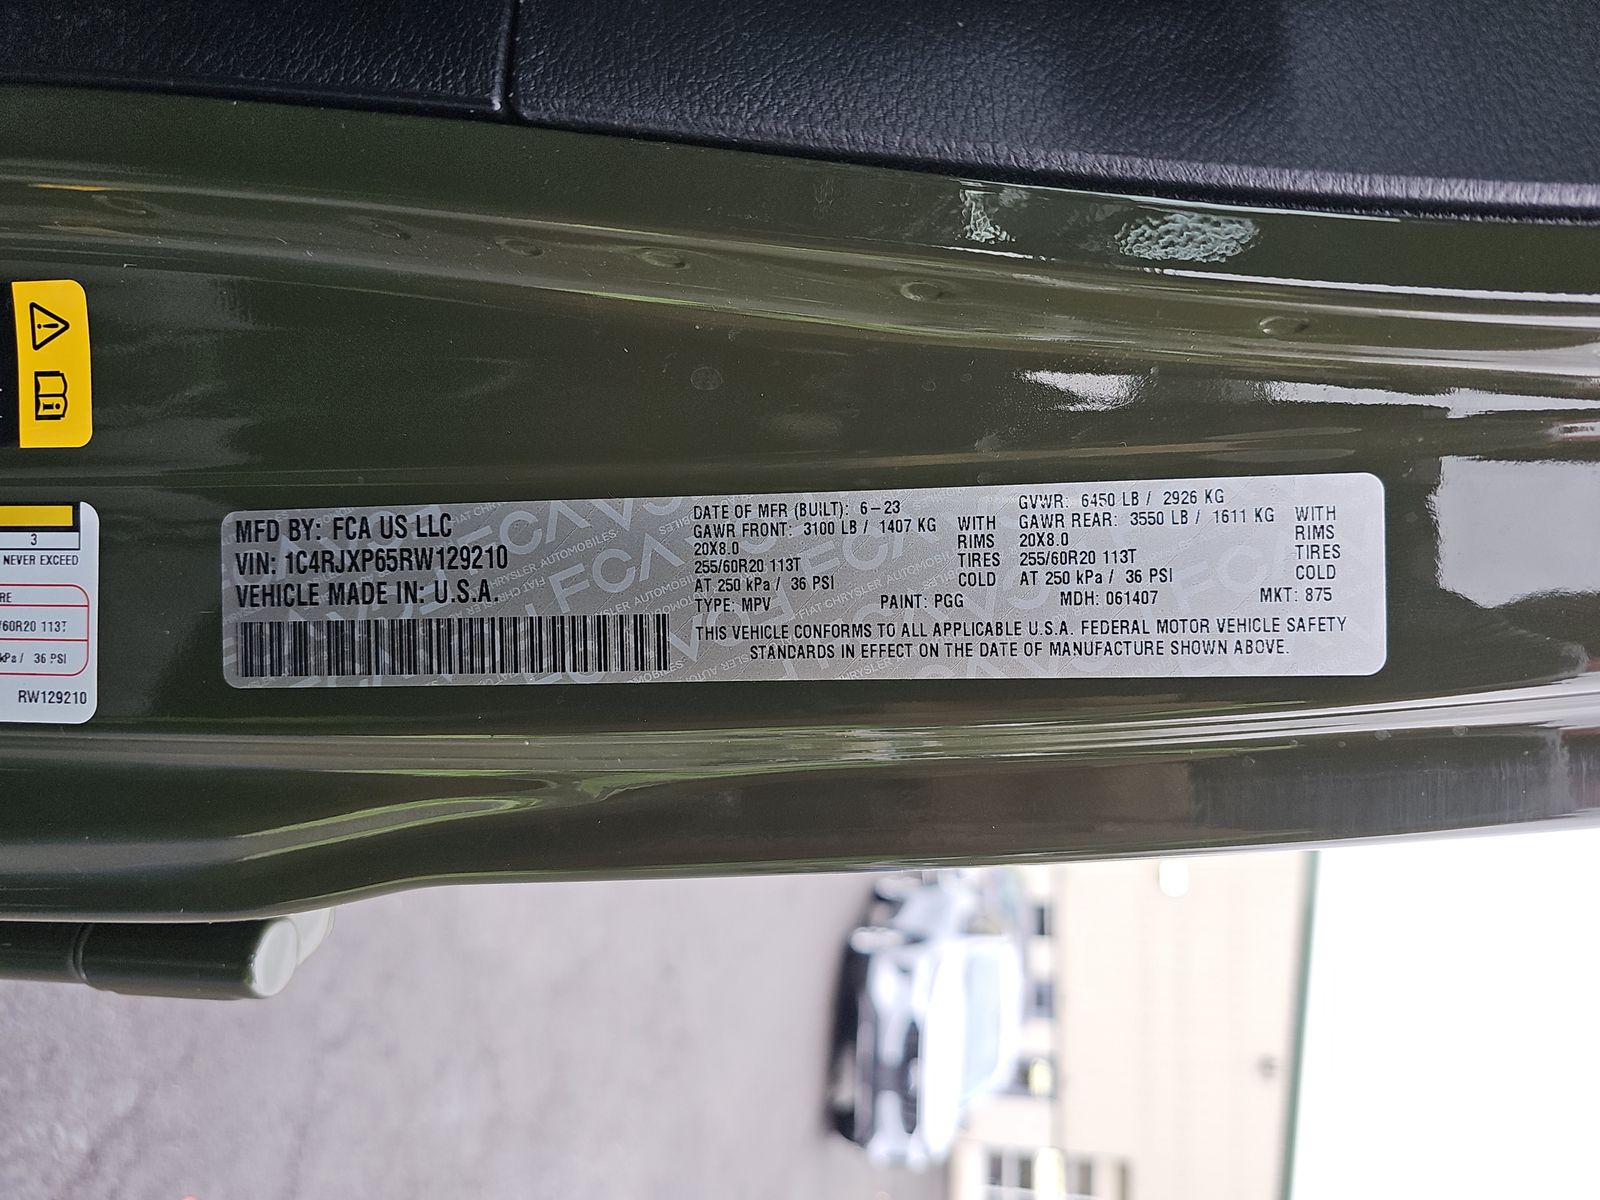 MFD BY: FCA US LLC
VIN: 1C4RJXP65RW129210
VEHICLE MADE IN: U.S.A.
DATE OF MFR (BUILT): 6-23
GAWR FRONT: 3100 LB / 1407 KG WITH
20X8.0 RIMS
255/60R20 113T TIRES
AT 250 kPa / 36 PSI COLD
GVWR: 6450 LB / 2926 KG
GAWR REAR: 3550 LB / 1611 KG WITH
20X8.0 RIMS
255/60R20 113T TIRES
AT 250 kPa / 36 PSI COLD
TYPE: MPV PAINT: PGG MDH: 061407 MKT: 875
THIS VEHICLE CONFORMS TO ALL APPLICABLE U.S.A. FEDERAL MOTOR VEHICLE SAFETY
STANDARDS IN EFFECT ON THE DATE OF MANUFACTURE SHOWN ABOVE.
3
NEVER EXCEED
RE
/60R20 113T
kPa / 36 PSI
RW129210